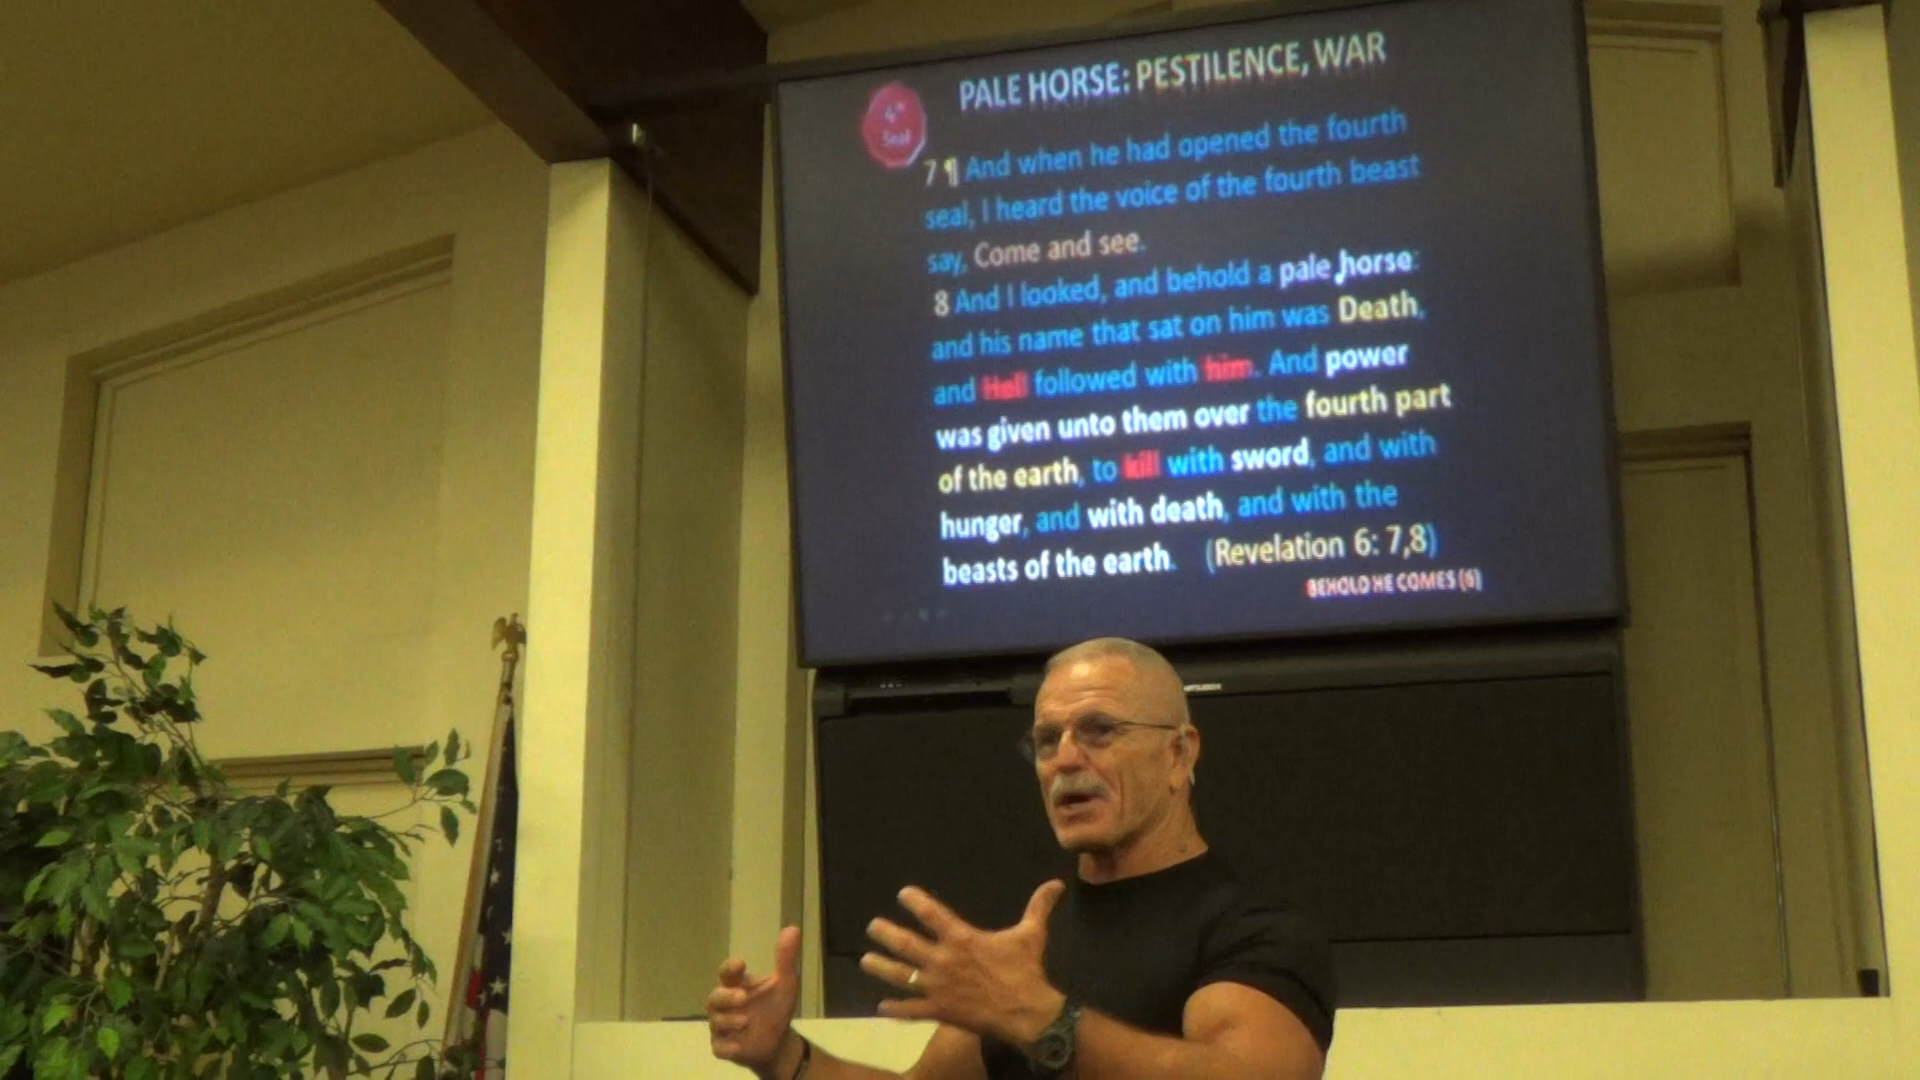 PALE HORSE: PESTILENCE, WAR
4th
Seal
7 ¶ And when he had opened the fourth
seal, I heard the voice of the fourth beast
say, Come and see.
8 And I looked, and behold a pale horse:
and his name that sat on him was Death,
and Hell followed with him. And power
was given unto them over the fourth part
of the earth, to kill with sword, and with
hunger, and with death, and with the
beasts of the earth. (Revelation 6: 7,8)
BEHOLD HE COMES (6)